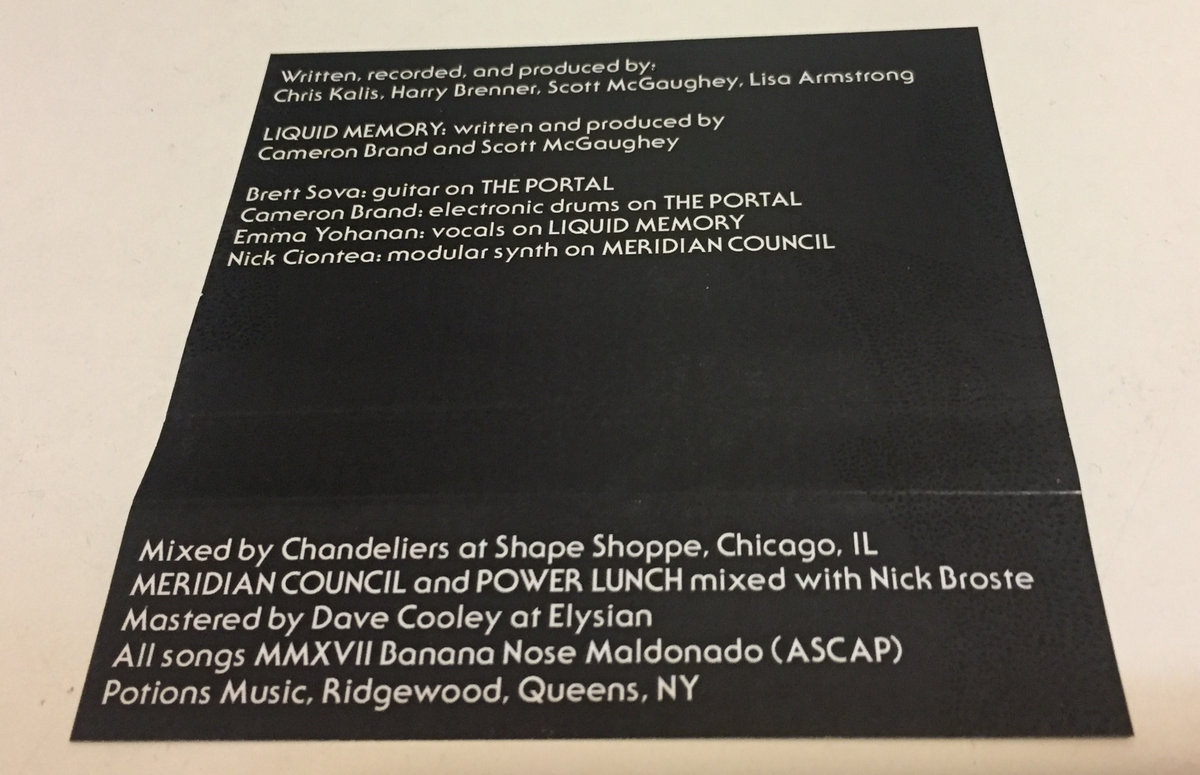 Written, recorded, and produced by:
Chris Kalis, Harry Brenner, Scott McGaughey, Lisa Armstrong
LIQUID MEMORY: written and produced by
Cameron Brand and Scott McGaughey
Brett Sova: guitar on THE PORTAL
Cameron Brand: electronic drums on THE PORTAL
Emma Yohanan: vocals on LIQUID MEMORY
Nick Ciontea: modular synth on MERIDIAN COUNCIL
Mixed by Chandeliers at Shape Shoppe, Chicago, IL
MERIDIAN COUNCIL and POWER LUNCH mixed with Nick Broste
Mastered by Dave Cooley at Elysian
All songs MMXVII Banana Nose Maldonado (ASCAP)
Potions Music, Ridgewood, Queens, NY